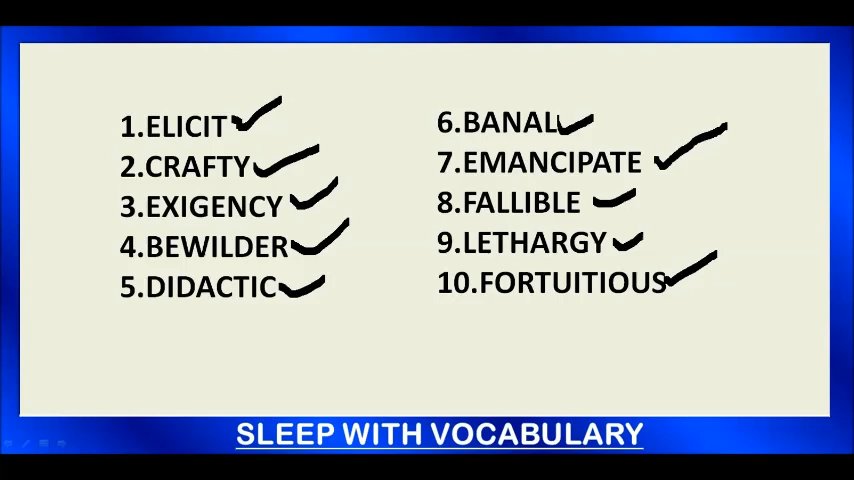 1.ELICIT
2.CRAFTY
3.EXIGENCY
4.BEWILDER
5.DIDACTIC
6.BANAL
7.EMANCIPATE
8.FALLIBLE
9.LETHARGY
10.FORTUITIOUS
SLEEP WITH VOCABULARY